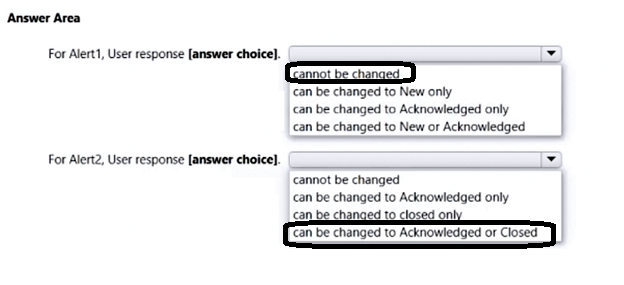 Answer Area
For Alert1, User response [answer choice].
cannot be changed
can be changed to New only
can be changed to Acknowledged only
can be changed to New or Acknowledged
For Alert2, User response [answer choice].
cannot be changed
can be changed to Acknowledged only
can be changed to closed only
can be changed to Acknowledged or Closed